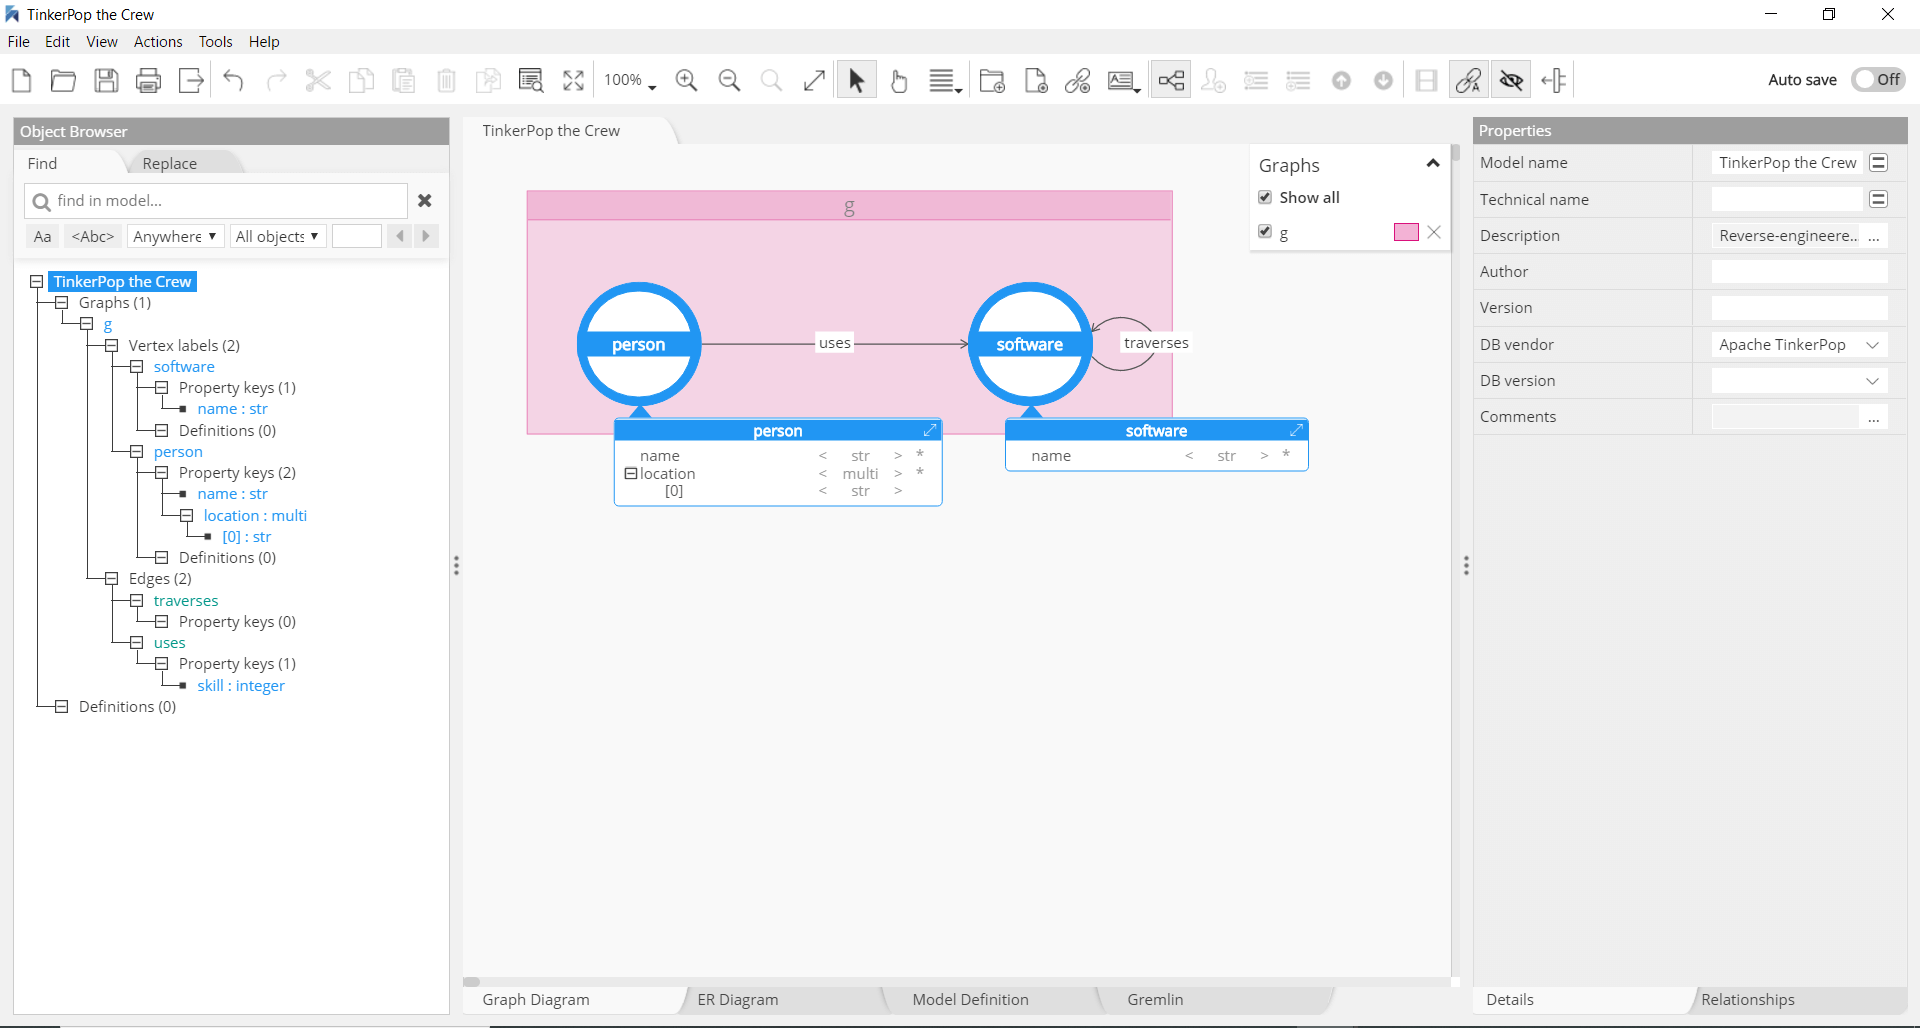 TinkerPop the Crew
File Edit View Actions Tools Help
100%
Auto save Off
Object Browser
Find Replace
find in model...
Aa <Abc> Anywhere All objects
TinkerPop the Crew
Graphs (1)
g
Vertex labels (2)
software
Property keys (1)
name : str
Definitions (0)
person
Property keys (2)
name : str
location : multi
[0] : str
Definitions (0)
Edges (2)
traverses
Property keys (0)
uses
Property keys (1)
skill : integer
Definitions (0)
TinkerPop the Crew
g
person
uses
software
traverses
person
name < str > *
location < multi > *
[0] < str >
software
name < str > *
Graphs
Show all
g
Graph Diagram ER Diagram Model Definition Gremlin
Properties
Model name TinkerPop the Crew
Technical name
Description Reverse-engineere... ...
Author
Version
DB vendor Apache TinkerPop
DB version
Comments ...
Details Relationships